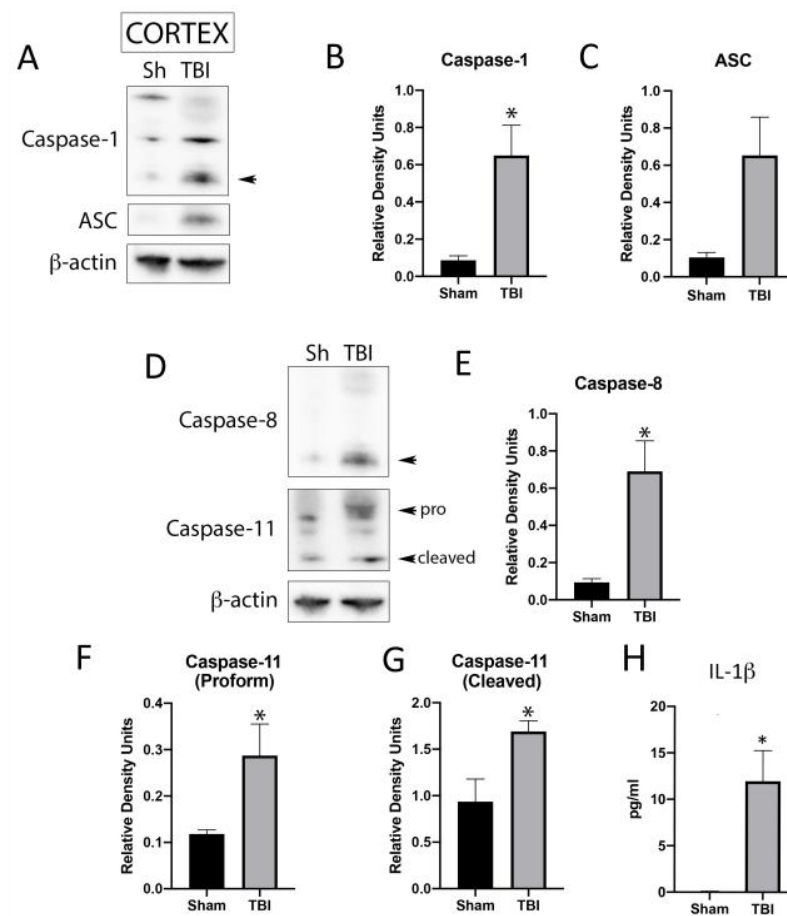 CORTEX
A
Sh TBI
Caspase-1
ASC
β-actin
B
Caspase-1
Relative Density Units
1.0
0.8
0.6
0.4
0.2
0.0
*
Sham TBI
C
ASC
Relative Density Units
1.0
0.8
0.6
0.4
0.2
0.0
Sham TBI
D
Sh TBI
Caspase-8
Caspase-11
pro
cleaved
β-actin
E
Caspase-8
Relative Density Units
1.0
0.8
0.6
0.4
0.2
0.0
*
Sham TBI
F
Caspase-11
(Proform)
Relative Density Units
0.4
0.3
0.2
0.1
0.0
*
Sham TBI
G
Caspase-11
(Cleaved)
Relative Density Units
2.0
1.5
1.0
0.5
0.0
*
Sham TBI
H
IL-1β
pg/ml
20
15
10
5
0
*
Sham TBI